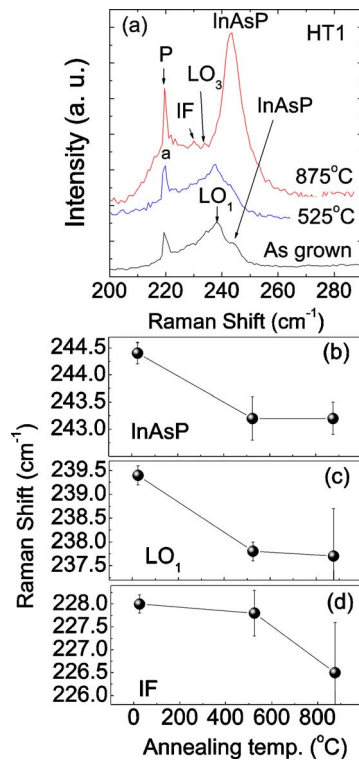 (a)
InAsP
HT1
P
LO₃
IF
InAsP
a
875°C
LO₁
525°C
As grown
Intensity (a. u.)
200 220 240 260 280
Raman Shift (cm⁻¹)
244.5
244.0
243.5
243.0
(b)
InAsP
239.5
239.0
238.5
238.0
237.5
(c)
LO₁
228.0
227.5
227.0
226.5
226.0
(d)
IF
Raman Shift (cm⁻¹)
0 200 400 600 800
Annealing temp. (°C)